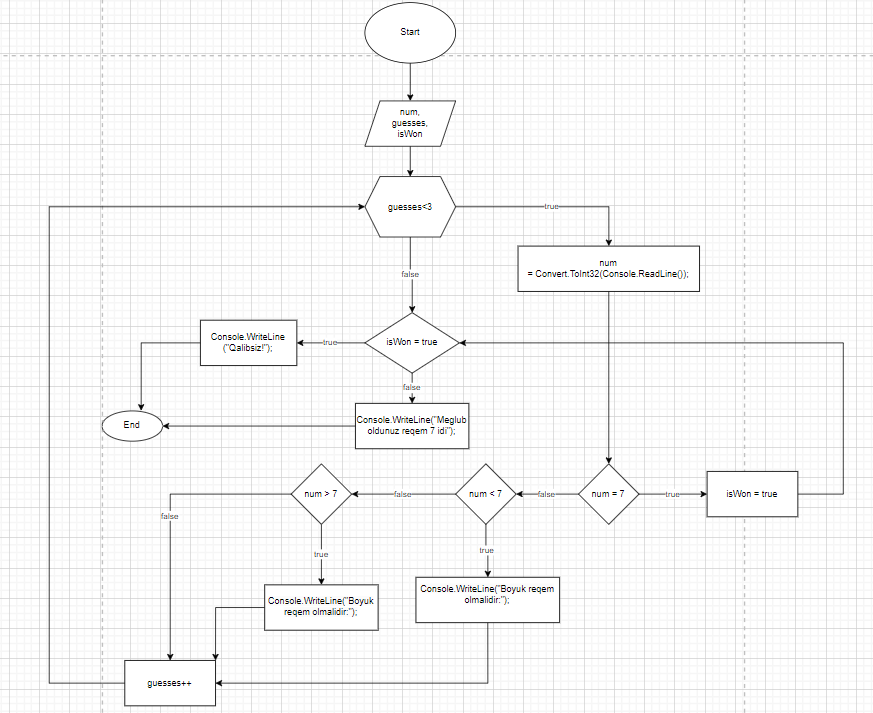 Start
num,
guesses,
isWon
guesses<3
true
num
= Convert.ToInt32(Console.ReadLine());
false
Console.WriteLine
("Qalibsiz!");
true
isWon = true
false
Console.WriteLine("Meglub
oldunuz reqem 7 idi");
End
num > 7
false
num < 7
false
num = 7
true
isWon = true
false
true
true
Console.WriteLine("Boyuk
reqem olmalidir:");
Console.WriteLine("Boyuk reqem
olmalidir:");
guesses++